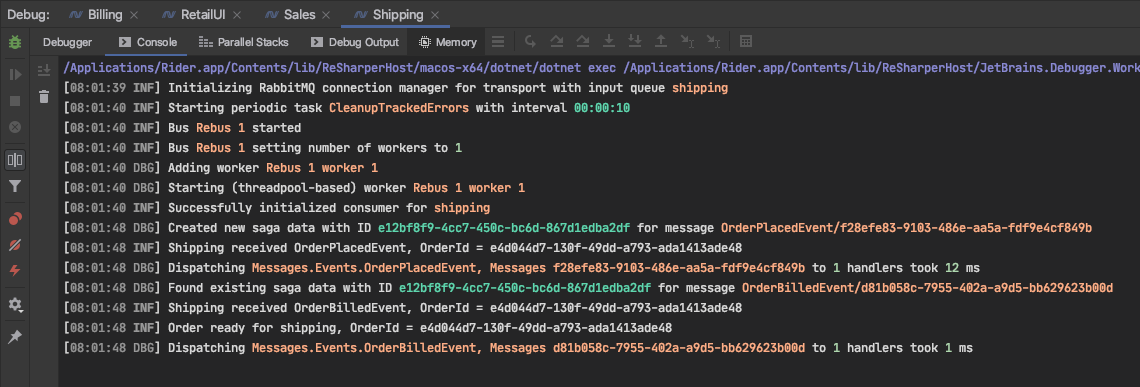 Debug: Billing × RetailUI × Sales × Shipping ×
Debugger Console Parallel Stacks Debug Output Memory
/Applications/Rider.app/Contents/lib/ReSharperHost/macos-x64/dotnet/dotnet exec /Applications/Rider.app/Contents/lib/ReSharperHost/JetBrains.Debugger.Work
[08:01:39 INF] Initializing RabbitMQ connection manager for transport with input queue shipping
[08:01:40 INF] Starting periodic task CleanupTrackedErrors with interval 00:00:10
[08:01:40 INF] Bus Rebus 1 started
[08:01:40 INF] Bus Rebus 1 setting number of workers to 1
[08:01:40 DBG] Adding worker Rebus 1 worker 1
[08:01:40 DBG] Starting (threadpool-based) worker Rebus 1 worker 1
[08:01:40 INF] Successfully initialized consumer for shipping
[08:01:48 DBG] Created new saga data with ID e12bf8f9-4cc7-450c-bc6d-867d1edba2df for message OrderPlacedEvent/f28efe83-9103-486e-aa5a-fdf9e4cf849b
[08:01:48 INF] Shipping received OrderPlacedEvent, OrderId = e4d044d7-130f-49dd-a793-ada1413ade48
[08:01:48 DBG] Dispatching Messages.Events.OrderPlacedEvent, Messages f28efe83-9103-486e-aa5a-fdf9e4cf849b to 1 handlers took 12 ms
[08:01:48 DBG] Found existing saga data with ID e12bf8f9-4cc7-450c-bc6d-867d1edba2df for message OrderBilledEvent/d81b058c-7955-402a-a9d5-bb629623b00d
[08:01:48 INF] Shipping received OrderBilledEvent, OrderId = e4d044d7-130f-49dd-a793-ada1413ade48
[08:01:48 INF] Order ready for shipping, OrderId = e4d044d7-130f-49dd-a793-ada1413ade48
[08:01:48 DBG] Dispatching Messages.Events.OrderBilledEvent, Messages d81b058c-7955-402a-a9d5-bb629623b00d to 1 handlers took 1 ms